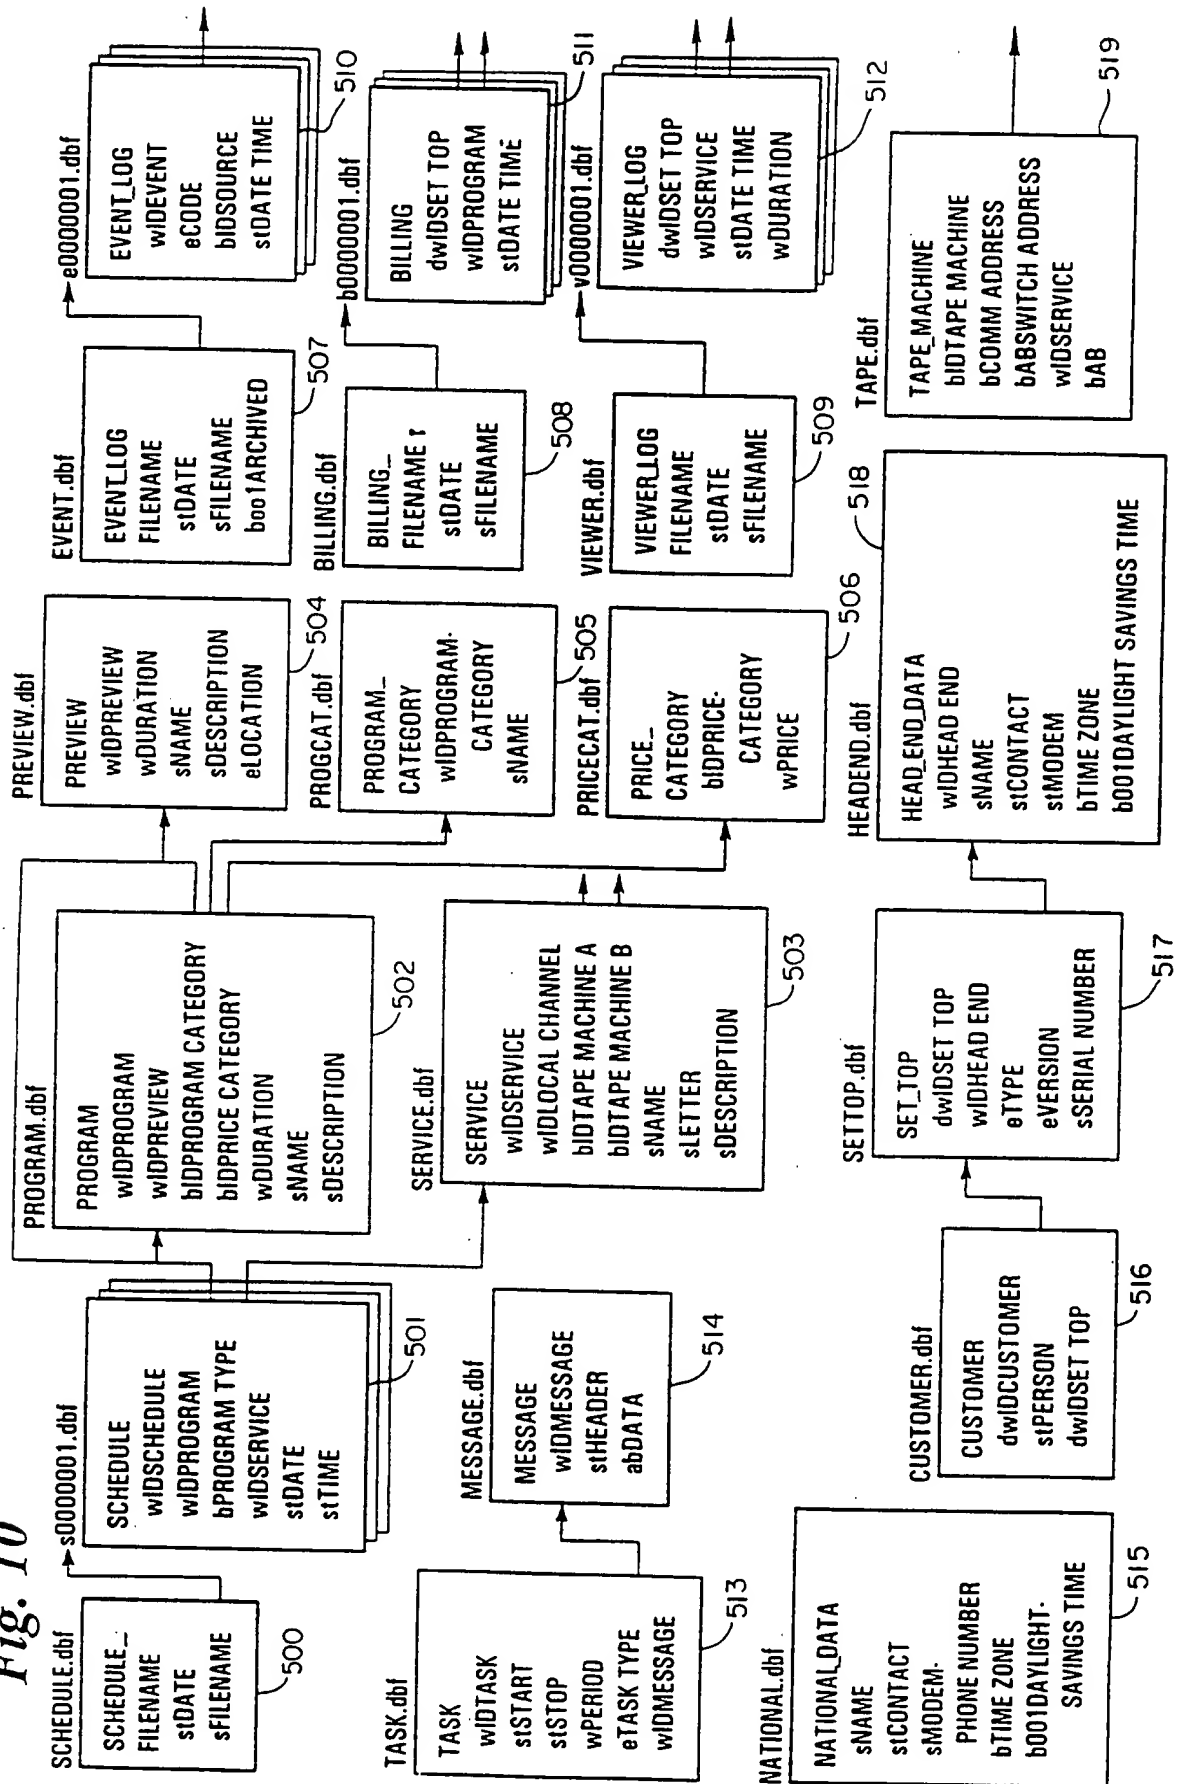 Fig. 10
SCHEDULE.dbf
SCHEDULE_
FILENAME
stDATE
sFILENAME
500
s0000001.dbf
SCHEDULE
wIDSCHEDULE
wIDPROGRAM
bPROGRAM TYPE
wIDSERVICE
stDATE
stTIME
501
PROGRAM.dbf
PROGRAM
wIDPROGRAM
wIDPREVIEW
bIDPROGRAM CATEGORY
bIDPRICE CATEGORY
wDURATION
sNAME
sDESCRIPTION
502
PREVIEW.dbf
PREVIEW
wIDPREVIEW
wDURATION
sNAME
sDESCRIPTION
eLOCATION
504
EVENT.dbf
EVENT_LOG
FILENAME
stDATE
sFILENAME
boo1ARCHIVED
507
e0000001.dbf
EVENT_LOG
wIDEVENT
eCODE
bIDSOURCE
stDATE TIME
510
PROGCAT.dbf
PROGRAM_
CATEGORY
wIDPROGRAM-
CATEGORY
sNAME
505
BILLING.dbf
BILLING_
FILENAME r
stDATE
sFILENAME
508
b0000001.dbf
BILLING
dwIDSET TOP
wIDPROGRAM
stDATE TIME
511
TASK.dbf
TASK
wIDTASK
stSTART
stSTOP
wPERIOD
eTASK TYPE
wIDMESSAGE
513
MESSAGE.dbf
MESSAGE
wIDMESSAGE
stHEADER
abDATA
514
SERVICE.dbf
SERVICE
wIDSERVICE
wIDLOCAL CHANNEL
bIDTAPE MACHINE A
bIDTAPE MACHINE B
sNAME
sLETTER
sDESCRIPTION
503
PRICECAT.dbf
PRICE_
CATEGORY
bIDPRICE-
CATEGORY
wPRICE
506
VIEWER.dbf
VIEWER_LOG
FILENAME
stDATE
sFILENAME
509
v0000001.dbf
VIEWER_LOG
dwIDSET TOP
wIDSERVICE
stDATE TIME
wDURATION
512
NATIONAL.dbf
NATIONAL_DATA
sNAME
stCONTACT
sMODEM-
PHONE NUMBER
bTIME ZONE
b001DAYLIGHT-
SAVINGS TIME
515
CUSTOMER.dbf
CUSTOMER
dwIDCUSTOMER
stPERSON
dwIDSET TOP
516
SETTOP.dbf
SET_TOP
dwIDSET TOP
wIDHEAD END
eTYPE
eVERSION
sSERIAL NUMBER
517
HEADEND.dbf
HEAD_END_DATA
wIDHEAD END
sNAME
stCONTACT
stMODEM
bTIME ZONE
b001DAYLIGHT SAVINGS TIME
518
TAPE.dbf
TAPE_MACHINE
bIDTAPE MACHINE
bCOMM ADDRESS
bABSWITCH ADDRESS
wIDSERVICE
bAB
519